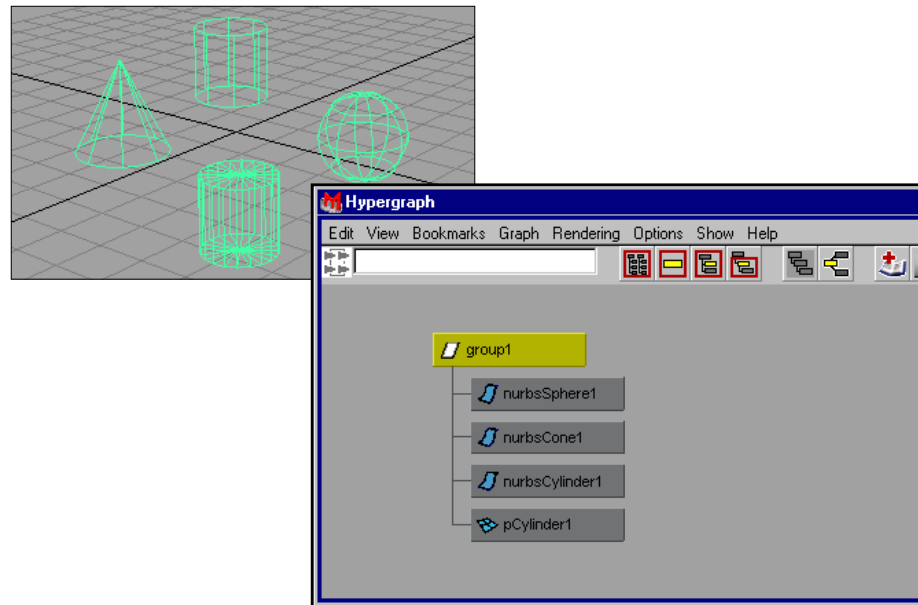 Hypergraph
Edit View Bookmarks Graph Rendering Options Show Help
group1
nurbsSphere1
nurbsCone1
nurbsCylinder1
pCylinder1